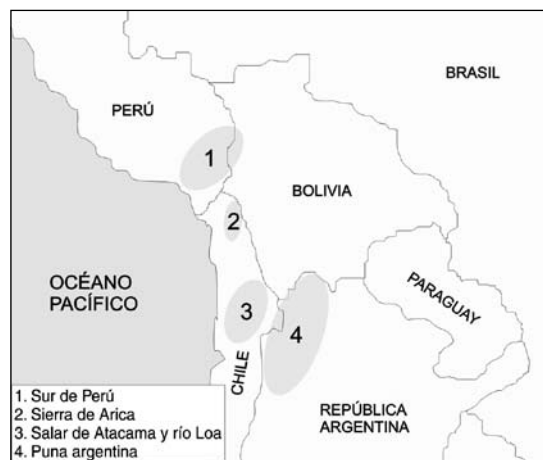 BRASIL
PERÚ
1
BOLIVIA
2
OCÉANO
PACÍFICO
PARAGUAY
3
4
CHILE
REPÚBLICA
ARGENTINA
1. Sur de Perú
2. Sierra de Arica
3. Salar de Atacama y río Loa
4. Puna argentina